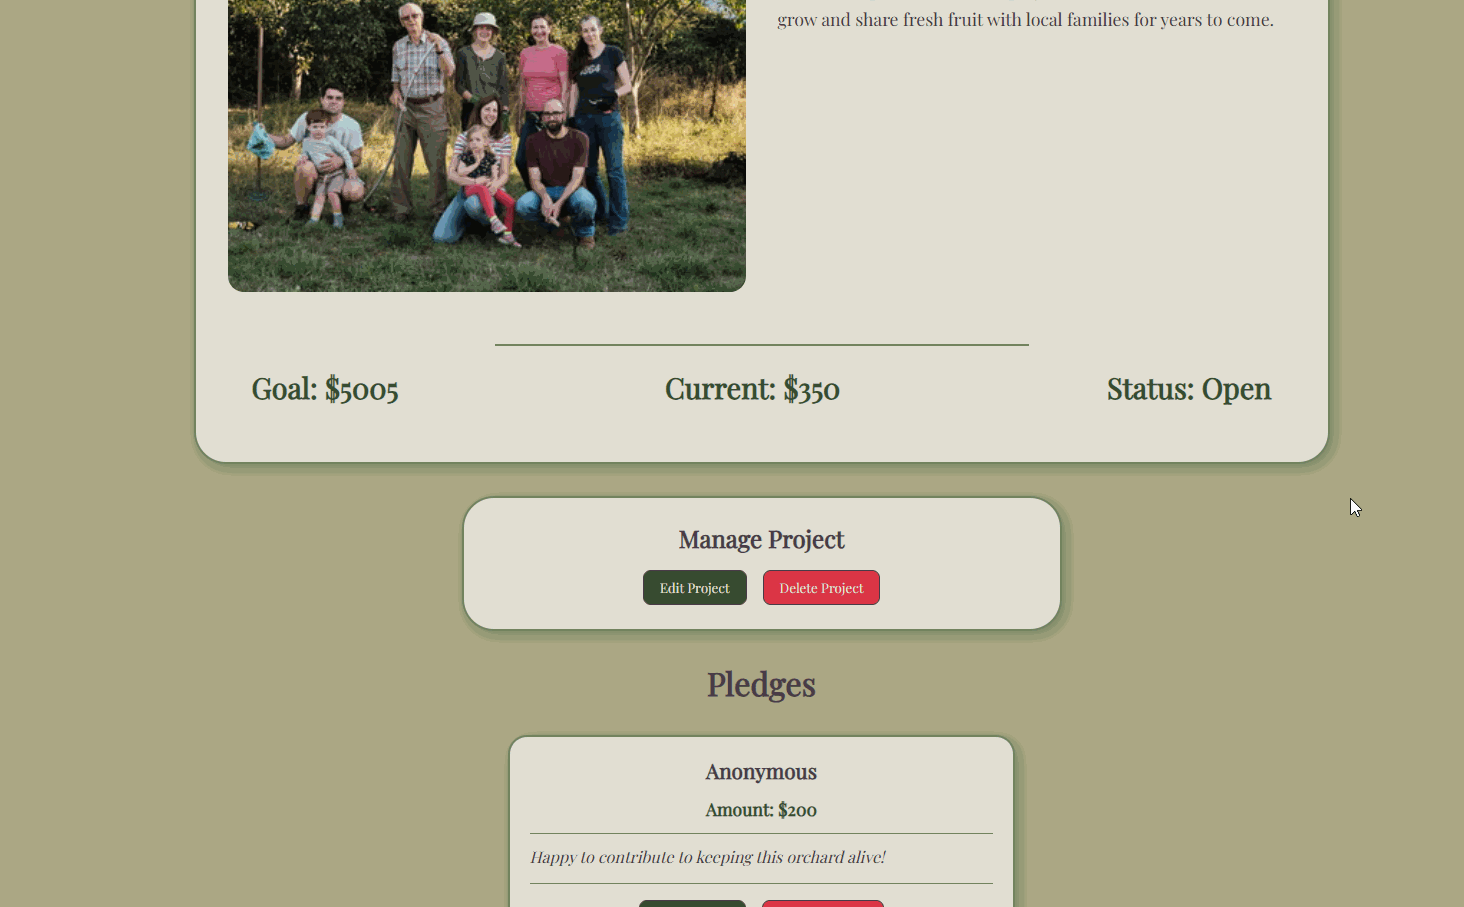 grow and share fresh fruit with local families for years to come.
Goal: $5005
Current: $350
Status: Open
Manage Project
Edit Project
Delete Project
Pledges
Anonymous
Amount: $200
Happy to contribute to keeping this orchard alive!